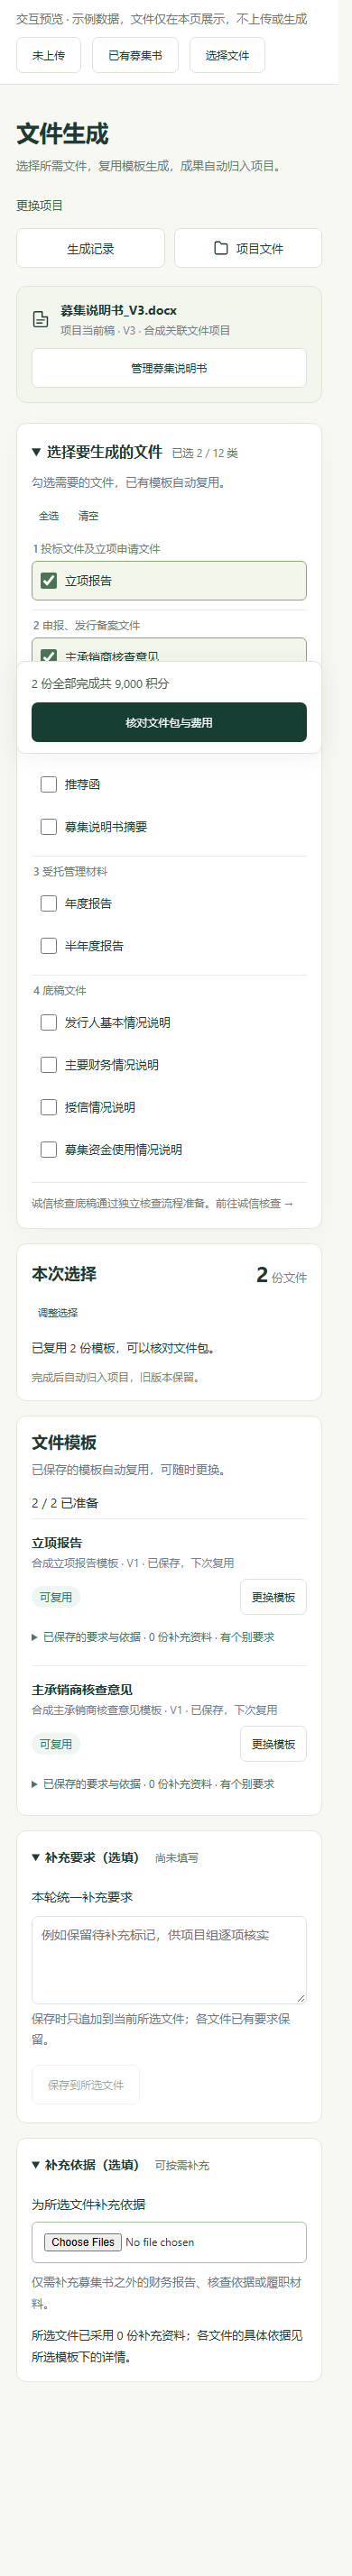 交互预览 · 示例数据，文件仅在本页展示，不上传或生成
未上传
已有募集书
选择文件
文件生成
选择所需文件，复用模板生成，成果自动归入项目。
更换项目
生成记录
项目文件
募集说明书_V3.docx
项目当前稿 · V3 · 合成关联文件项目
管理募集说明书
▼ 选择要生成的文件 已选 2 / 12 类
勾选需要的文件，已有模板自动复用。
全选
清空
1 投标文件及立项申请文件
立项报告
2 申报、发行备案文件
主承销商核查意见
2 份全部完成共 9,000 积分
核对文件包与费用
推荐函
募集说明书摘要
3 受托管理材料
年度报告
半年度报告
4 底稿文件
发行人基本情况说明
主要财务情况说明
授信情况说明
募集资金使用情况说明
诚信核查底稿通过独立核查流程准备。前往诚信核查 →
本次选择
2 份文件
调整选择
已复用 2 份模板，可以核对文件包。
完成后自动归入项目，旧版本保留。
文件模板
已保存的模板自动复用，可随时更换。
2 / 2 已准备
立项报告
合成立项报告模板 · V1 · 已保存，下次复用
可复用
更换模板
▶ 已保存的要求与依据 · 0 份补充资料 · 有个别要求
主承销商核查意见
合成主承销商核查意见模板 · V1 · 已保存，下次复用
可复用
更换模板
▶ 已保存的要求与依据 · 0 份补充资料 · 有个别要求
▼ 补充要求（选填） 尚未填写
本轮统一补充要求
例如保留待补充标记，供项目组逐项核实
保存时只追加到当前所选文件；各文件已有要求保
留。
保存到所选文件
▼ 补充依据（选填） 可按需补充
为所选文件补充依据
Choose Files No file chosen
仅需补充募集书之外的财务报告、核查依据或履职材
料。
所选文件已采用 0 份补充资料；各文件的具体依据见
所选模板下的详情。